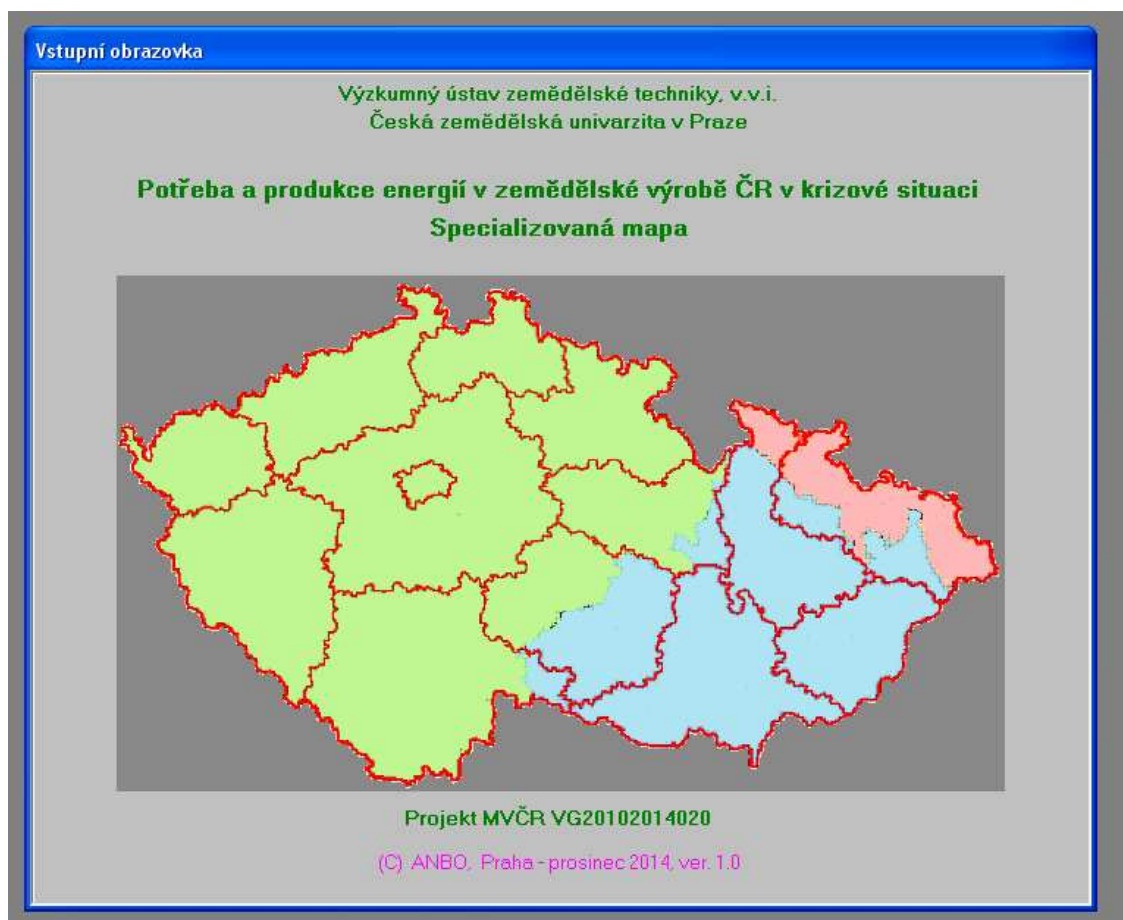 Vstupní obrazovka
Výzkumný ústav zemědělské techniky, v.v.i.
Česká zemědělská univarzita v Praze
Potřeba a produkce energií v zemědělské výrobě ČR v krizové situaci
Specializovaná mapa
Projekt MVČR VG20102014020
(C) ANBO, Praha - prosinec 2014, ver. 1.0